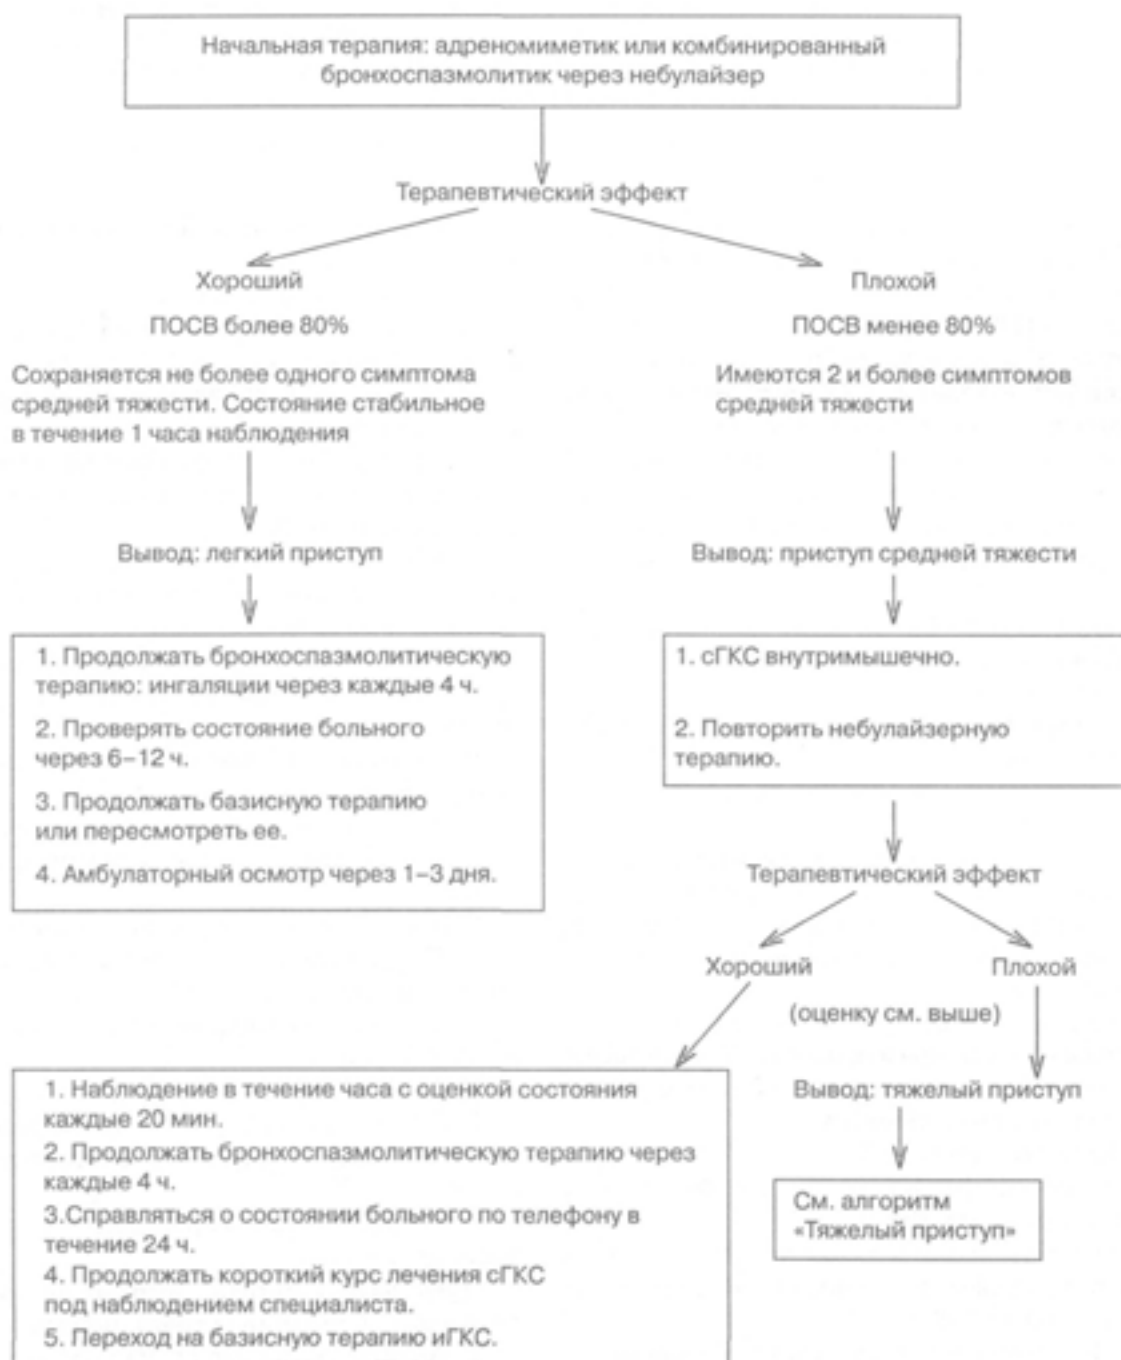 Начальная терапия: адреномиметик или комбинированный
бронхоспазмолитик через небулайзер
Терапевтический эффект
Хороший
Плохой
ПОСВ более 80%
ПОСВ менее 80%
Сохраняется не более одного симптома
средней тяжести. Состояние стабильное
в течение 1 часа наблюдения
Имеются 2 и более симптомов
средней тяжести
Вывод: легкий приступ
Вывод: приступ средней тяжести
1. Продолжать бронхоспазмолитическую
терапию: ингаляции через каждые 4 ч.
2. Проверять состояние больного
через 6–12 ч.
3. Продолжать базисную терапию
или пересмотреть ее.
4. Амбулаторный осмотр через 1–3 дня.
1. сГКС внутримышечно.
2. Повторить небулайзерную
терапию.
Терапевтический эффект
Хороший
Плохой
(оценку см. выше)
1. Наблюдение в течение часа с оценкой состояния
каждые 20 мин.
2. Продолжать бронхоспазмолитическую терапию через
каждые 4 ч.
3.Справляться о состоянии больного по телефону в
течение 24 ч.
4. Продолжать короткий курс лечения сГКС
под наблюдением специалиста.
5. Переход на базисную терапию иГКС.
Вывод: тяжелый приступ
См. алгоритм
«Тяжелый приступ»